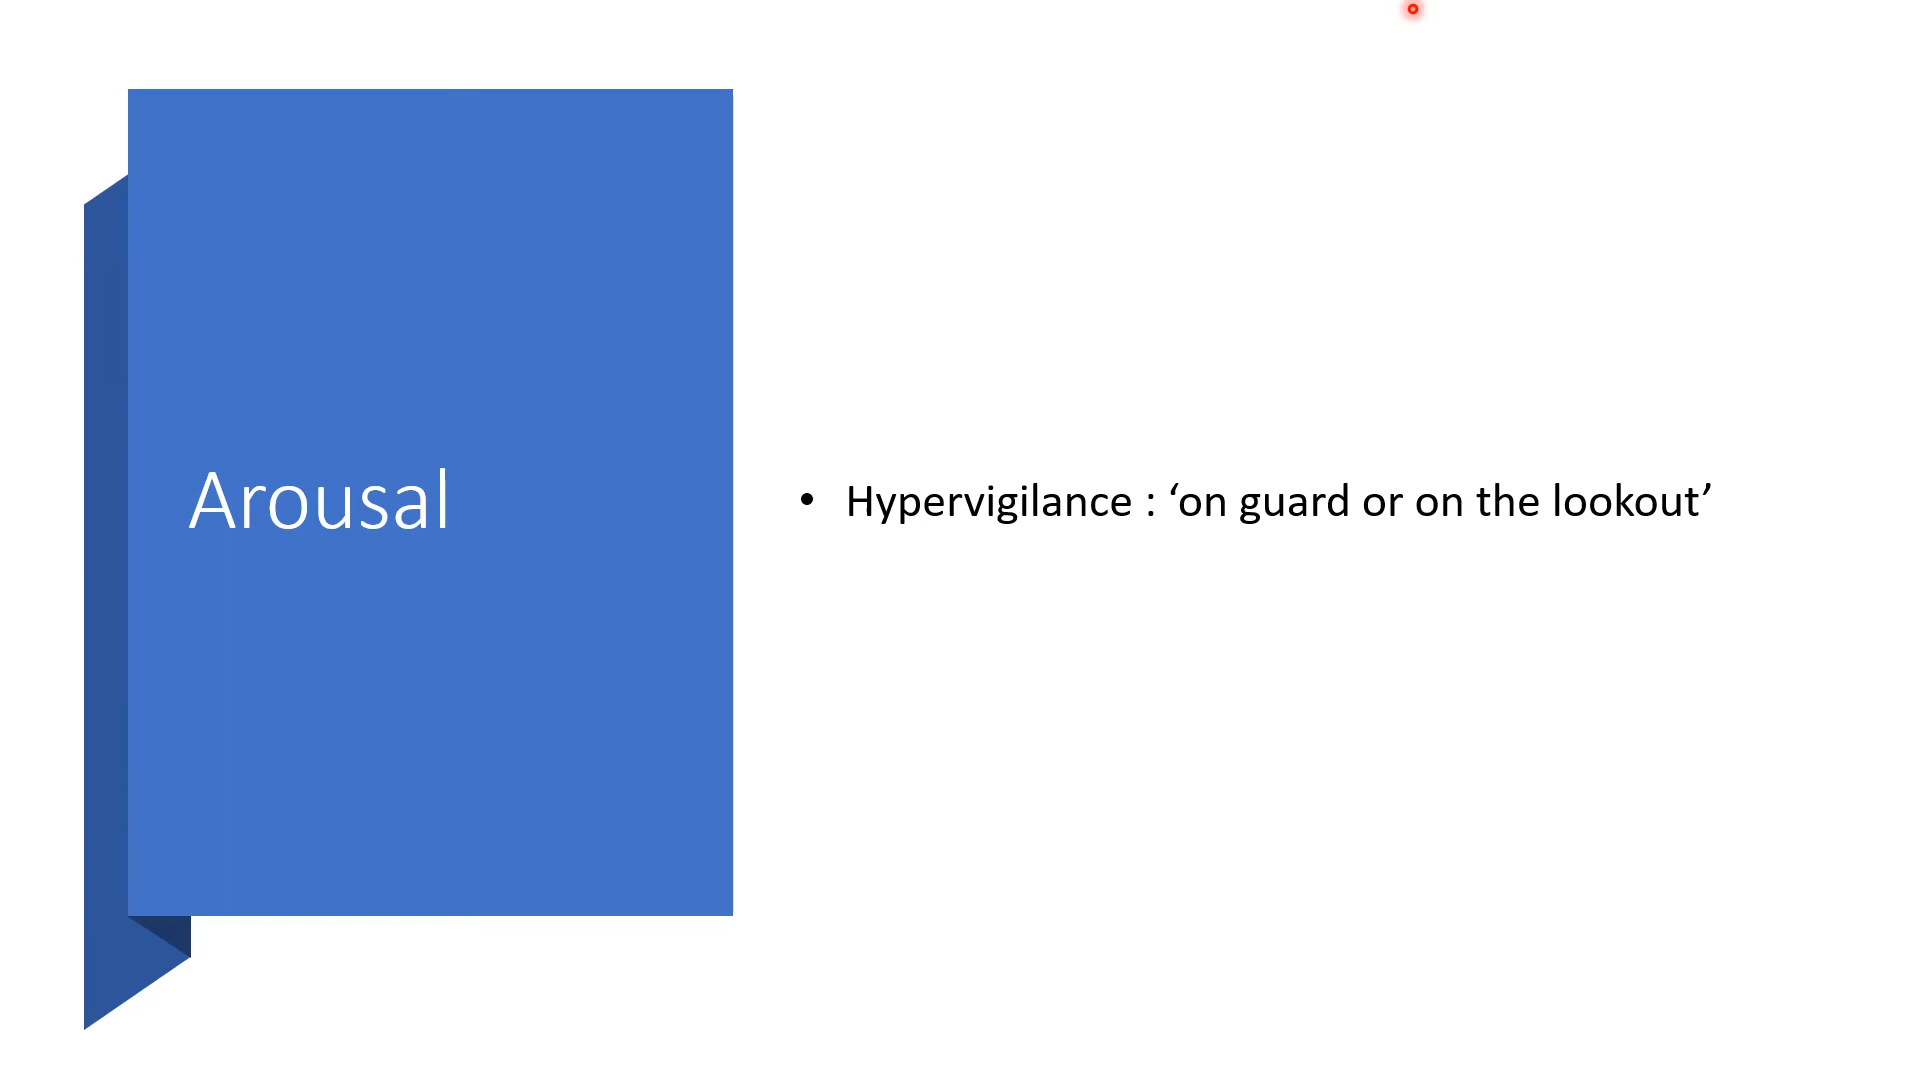 Arousal
• Hypervigilance : ‘on guard or on the lookout’